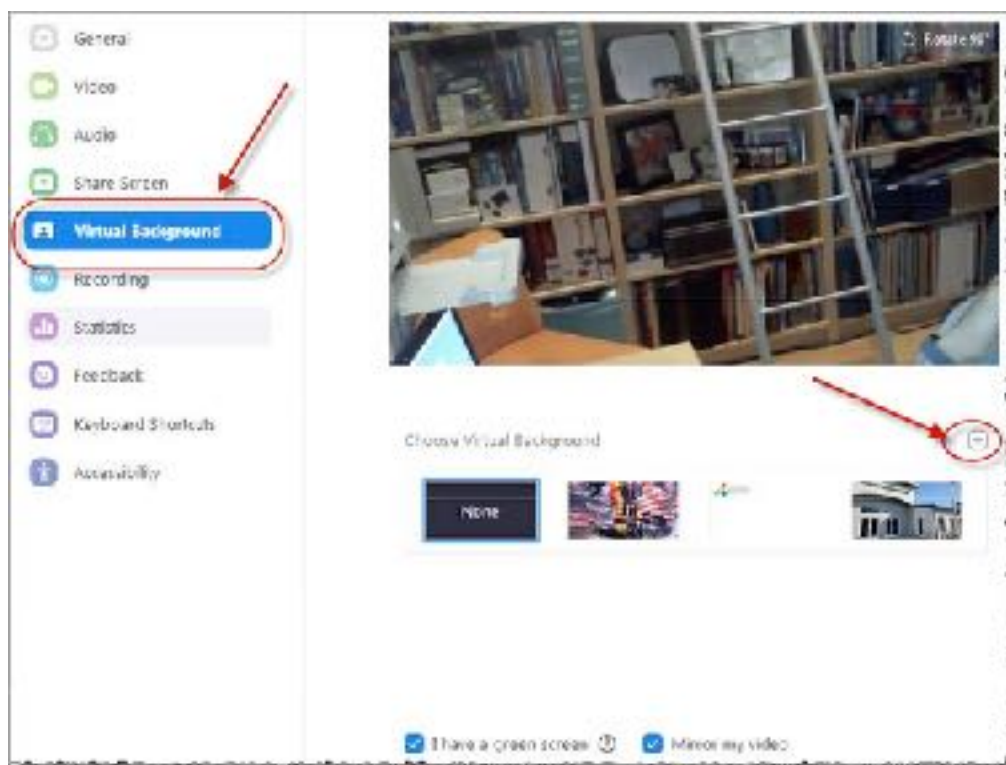 General
Video
Audio
Share Screen
Virtual Background
Recording
Statistics
Feedback
Keyboard Shortcuts
Accessibility
Rotate 90°
Choose Virtual Background
None
I have a green screen
Mirror my video